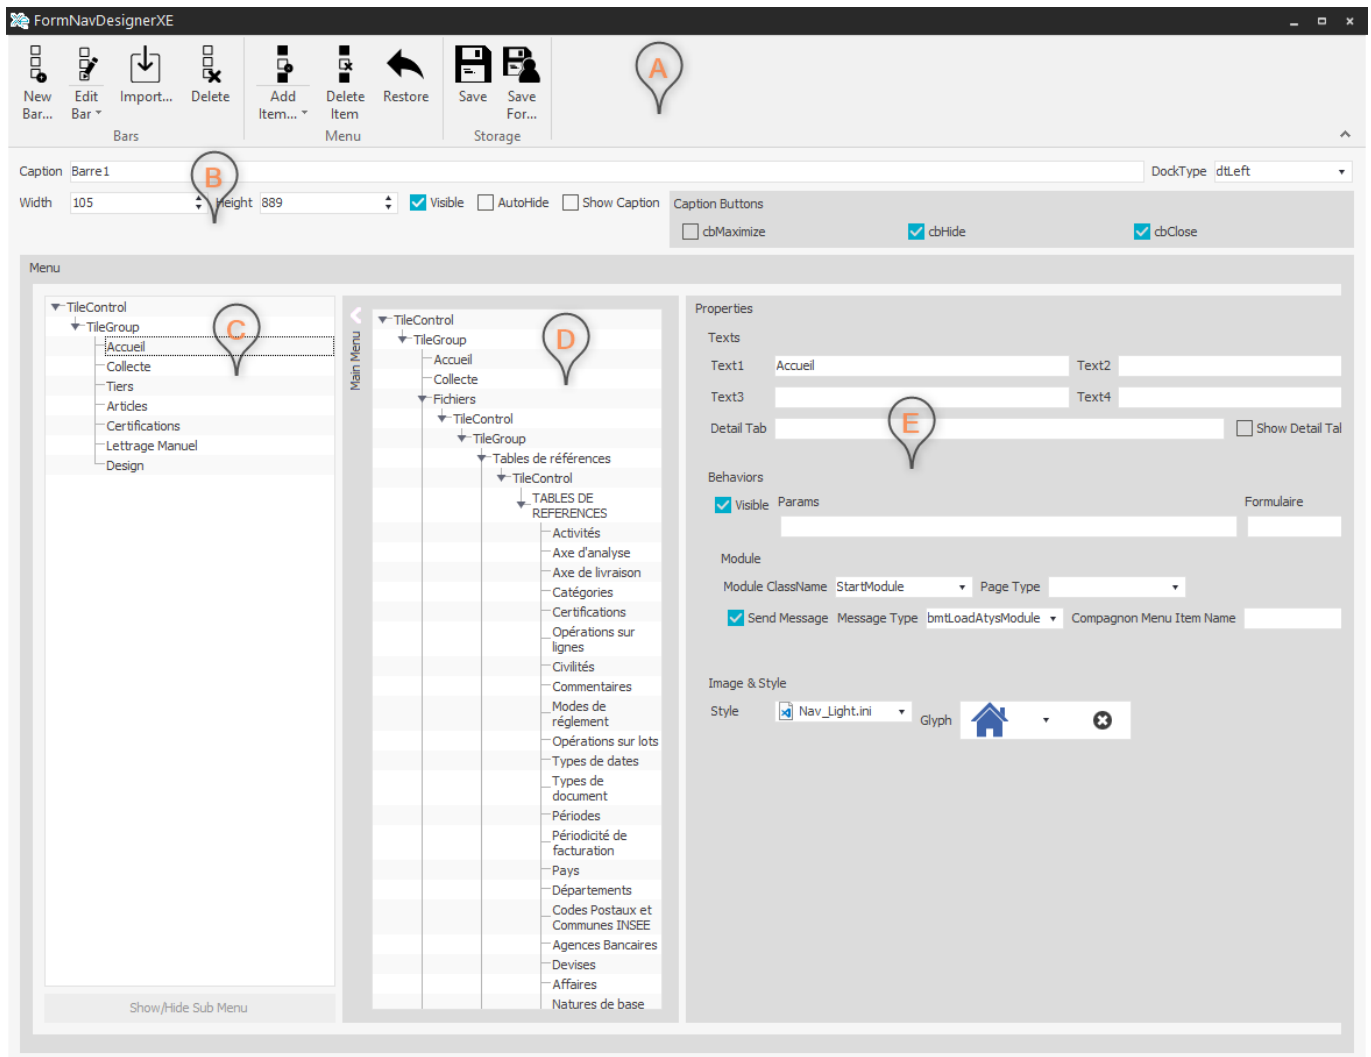 FormNavDesignerXE
New Bar...
Edit Bar
Import...
Delete
Add Item...
Delete Item
Restore
Save
Save For...
Bars
Menu
Storage
A
Caption Barre1 DockType dtLeft
B
Width 105 Height 889 Visible AutoHide Show Caption
Caption Buttons
cbMaximize cbHide cbClose
Menu
TileControl
TileGroup
Accueil
Collecte
Tiers
Articles
Certifications
Lettrage Manuel
Design
C
Show/Hide Sub Menu
Main Menu
TileControl
TileGroup
Accueil
Collecte
Fichiers
TileControl
TileGroup
Tables de références
TileControl
TABLES DE
REFERENCES
Activités
Axe d'analyse
Axe de livraison
Catégories
Certifications
Opérations sur
lignes
Civilités
Commentaires
Modes de
réglement
Opérations sur lots
Types de dates
Types de
document
Périodes
Périodicité de
facturation
Pays
Départements
Codes Postaux et
Communes INSEE
Agences Bancaires
Devises
Affaires
Natures de base
D
Properties
Texts
Text1 Accueil Text2
Text3 Text4
Detail Tab Show Detail Tal
E
Behaviors
Visible Params Formulaire
Module
Module ClassName StartModule Page Type
Send Message Message Type bmtLoadAtysModule Compagnon Menu Item Name
Image & Style
Style Nav_Light.ini Glyph